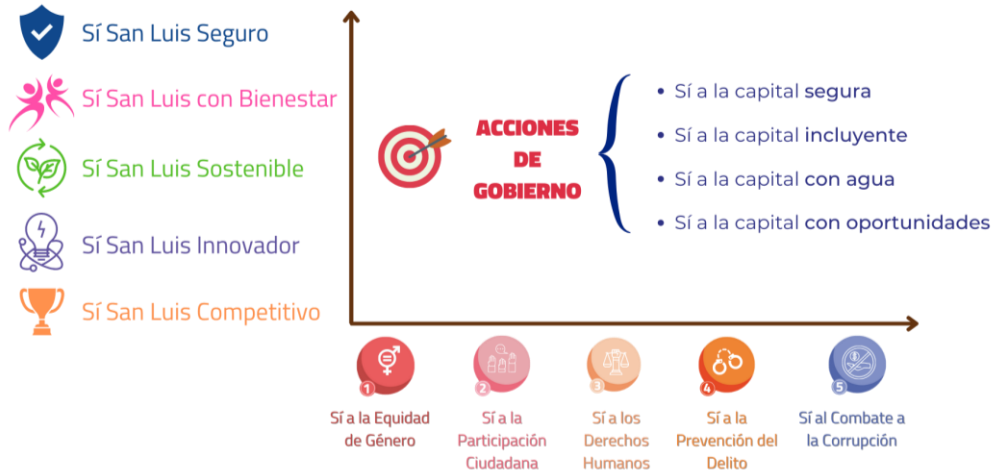 Sí San Luis Seguro
Sí San Luis con Bienestar
Sí San Luis Sostenible
Sí San Luis Innovador
Sí San Luis Competitivo
ACCIONES
DE
GOBIERNO
• Sí a la capital segura
• Sí a la capital incluyente
• Sí a la capital con agua
• Sí a la capital con oportunidades
1
Sí a la Equidad
de Género
2
Sí a la
Participación
Ciudadana
3
Sí a los
Derechos
Humanos
4
Sí a la
Prevención del
Delito
5
Sí al Combate a
la Corrupción